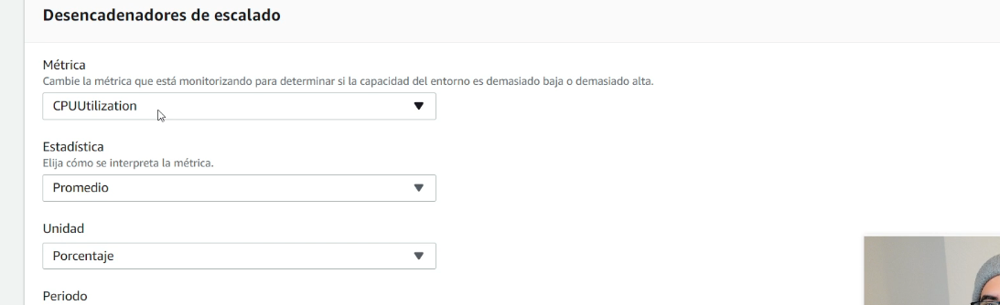 Desencadenadores de escalado
Métrica
Cambie la métrica que está monitorizando para determinar si la capacidad del entorno es demasiado baja o demasiado alta.
CPUUtilization
Estadística
Elija cómo se interpreta la métrica.
Promedio
Unidad
Porcentaje
Periodo